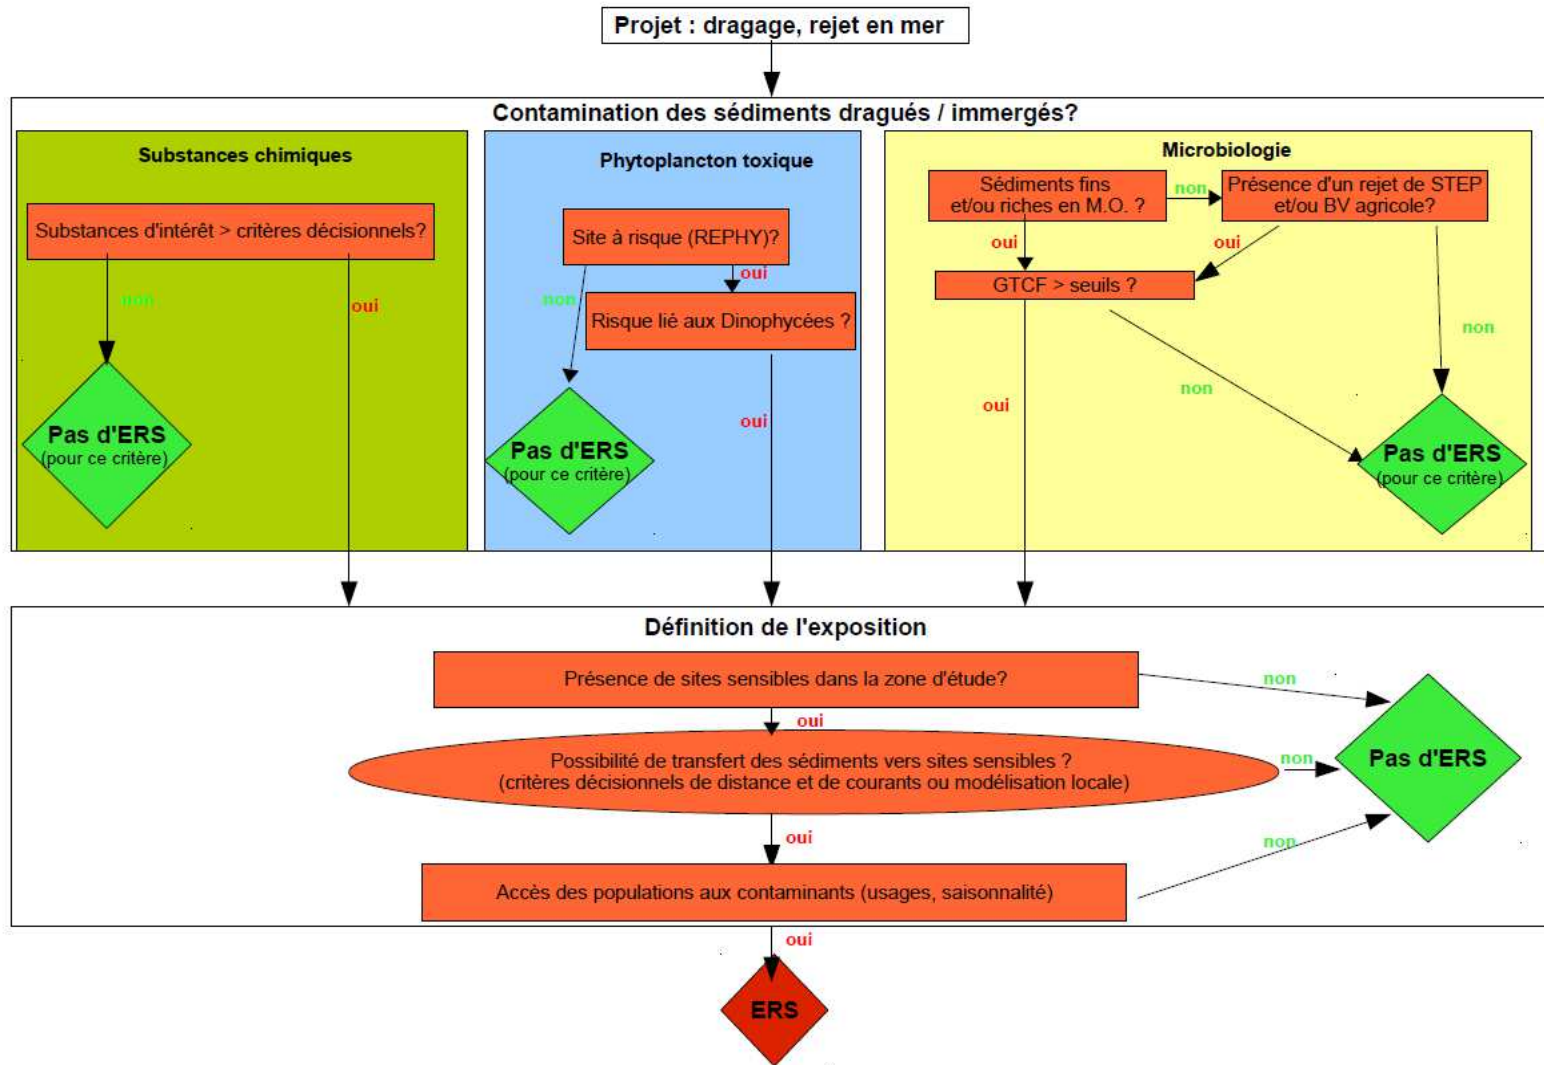 Projet : dragage, rejet en mer
Contamination des sédiments dragués / immergés?
Substances chimiques
Substances d'intérêt > critères décisionnels?
non
oui
Pas d'ERS
(pour ce critère)
Phytoplancton toxique
Site à risque (REPHY)?
oui
non
Risque lié aux Dinophycées ?
oui
Pas d'ERS
(pour ce critère)
Microbiologie
Sédiments fins
et/ou riches en M.O. ?
non
Présence d'un rejet de STEP
et/ou BV agricole?
oui
oui
GTCF > seuils ?
non
non
oui
Pas d'ERS
(pour ce critère)
Définition de l'exposition
Présence de sites sensibles dans la zone d'étude?
non
oui
Possibilité de transfert des sédiments vers sites sensibles ?
(critères décisionnels de distance et de courants ou modélisation locale)
non
Pas d'ERS
oui
non
Accès des populations aux contaminants (usages, saisonnalité)
oui
ERS